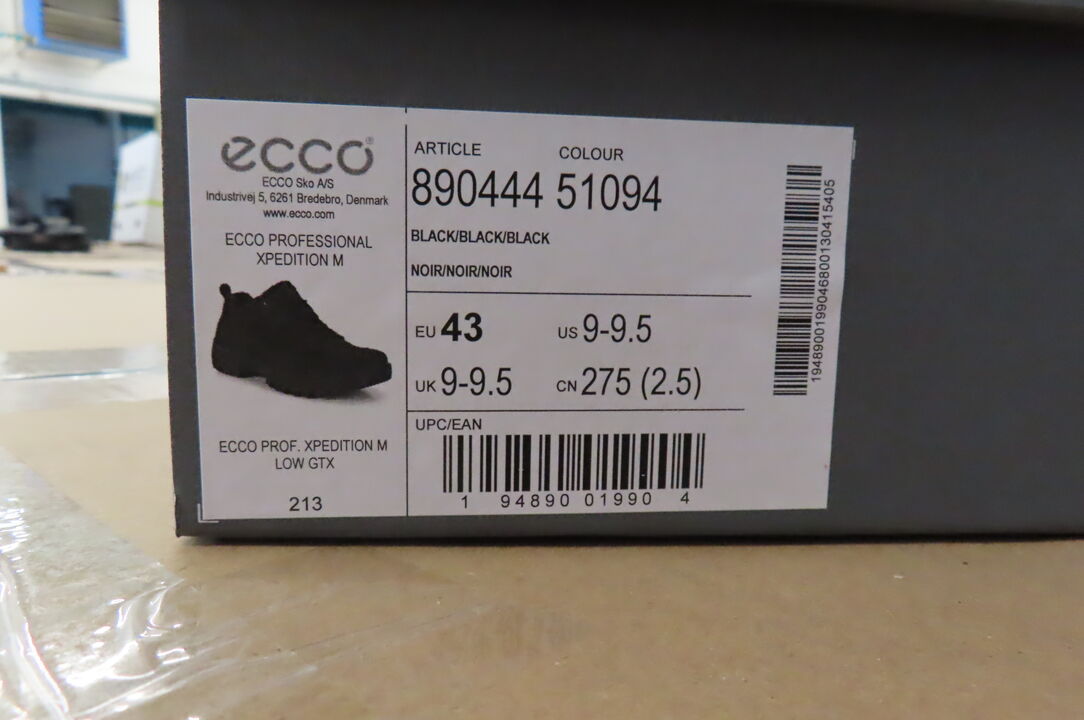 ecco®
ECCO Sko A/S
Industrivej 5, 6261 Bredebro, Denmark
www.ecco.com
ECCO PROFESSIONAL
XPEDITION M
ECCO PROF. XPEDITION M
LOW GTX
213
ARTICLE COLOUR
890444 51094
BLACK/BLACK/BLACK
NOIR/NOIR/NOIR
EU 43 US 9-9.5
UK 9-9.5 CN 275 (2.5)
UPC/EAN
1 94890 01990 4
194890019904680013041540​5